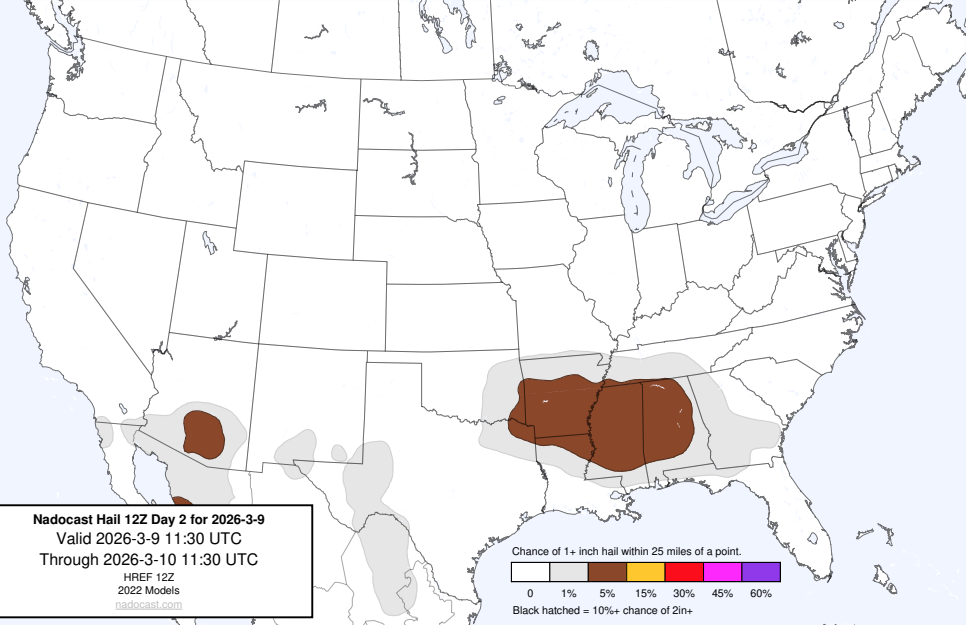 Nadocast Hail 12Z Day 2 for 2026-3-9
Valid 2026-3-9 11:30 UTC
Through 2026-3-10 11:30 UTC
HREF 12Z
2022 Models
nadocast.com
Chance of 1+ inch hail within 25 miles of a point.
0 1% 5% 15% 30% 45% 60%
Black hatched = 10%+ chance of 2in+